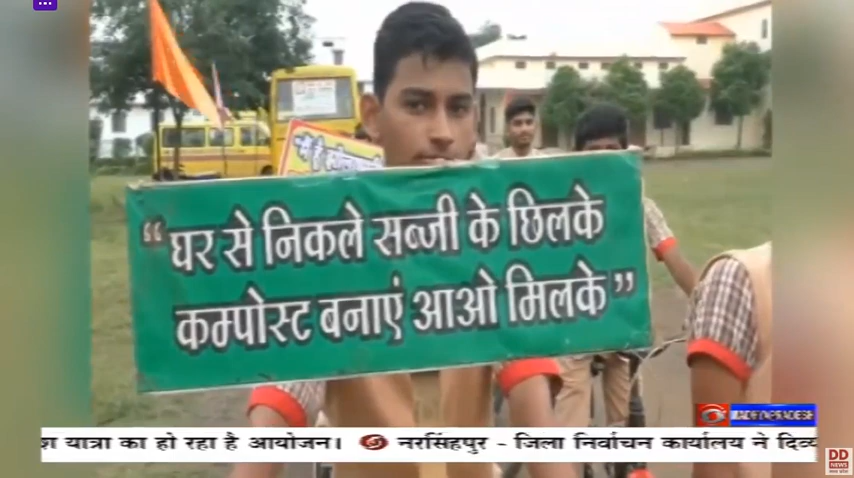 “घर से निकले सब्जी के छिलके
कम्पोस्ट बनाएं आओ मिलके”
MADHYAPRADESH
यात्रा का हो रहा है आयोजन। नरसिंहपुर - जिला निर्वाचन कार्यालय ने
DD
NEWS